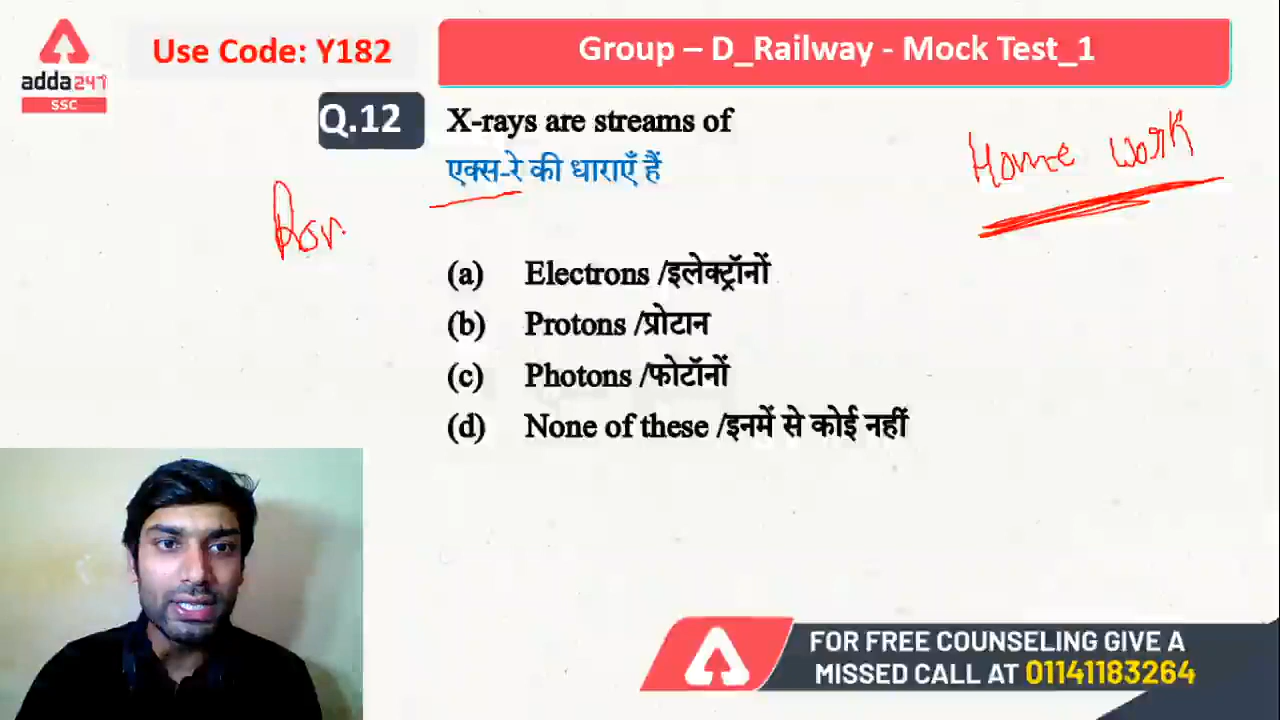 adda247
SSC
Use Code: Y182
Group – D_Railway - Mock Test_1
Q.12
X-rays are streams of
एक्स-रे की धाराएँ हैं
Home work
(a) Electrons /इलेक्ट्रॉनों
(b) Protons /प्रोटान
(c) Photons /फोटॉनों
(d) None of these /इनमें से कोई नहीं
FOR FREE COUNSELING GIVE A
MISSED CALL AT 01141183264